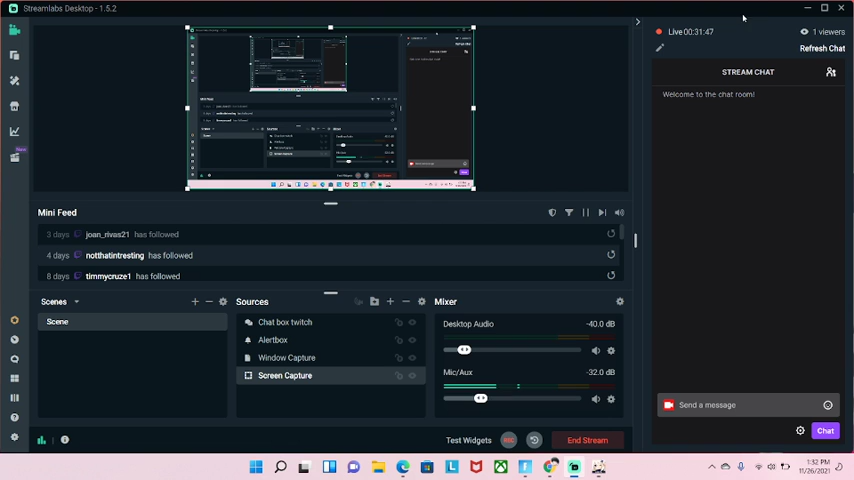 Streamlabs Desktop - 1.5.2
Live 00:31:47
1 viewers
Refresh Chat
STREAM CHAT
Welcome to the chat room!
Mini Feed
3 days joan_rivas21 has followed
4 days notthatintresting has followed
8 days timmycruze1 has followed
Scenes
Scene
Sources
Chat box twitch
Alertbox
Window Capture
Screen Capture
Mixer
Desktop Audio -40.0 dB
Mic/Aux -32.0 dB
Send a message
Chat
Test Widgets
REC
End Stream
1:32 PM
11/26/2021